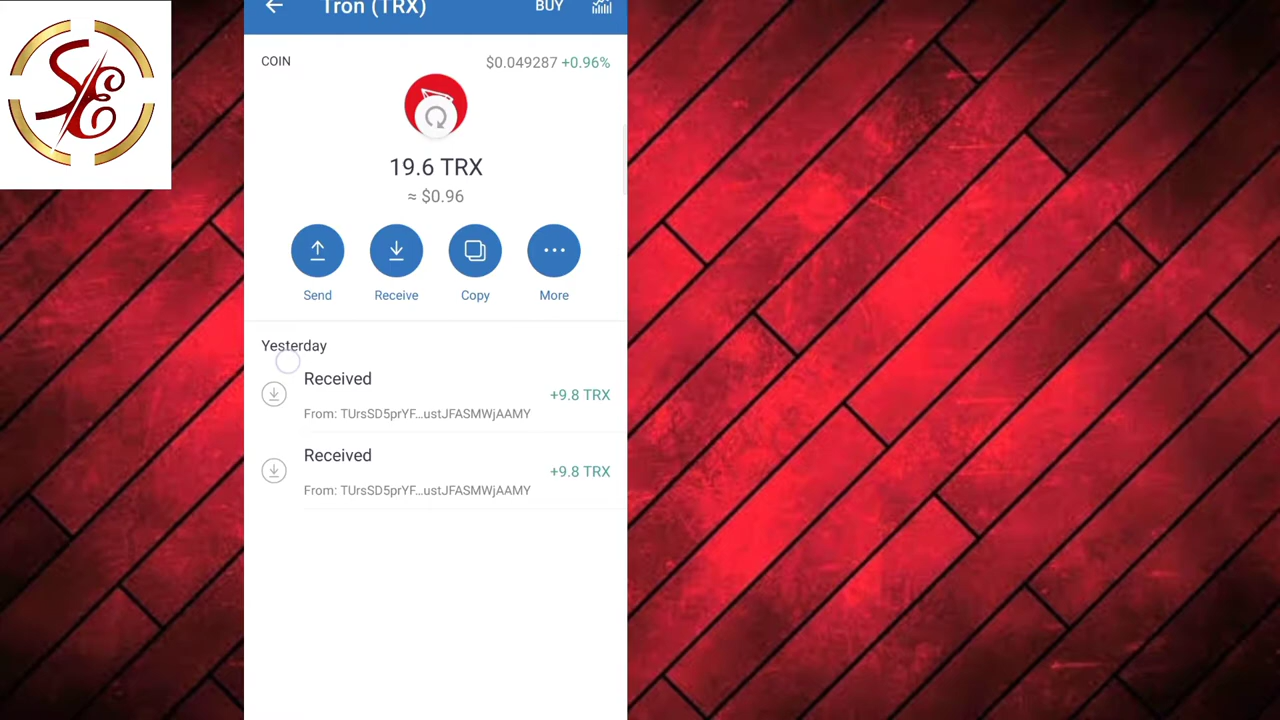 SE
Tron (TRX)
BUY
COIN
$0.049287 +0.96%
19.6 TRX
≈ $0.96
Send
Receive
Copy
More
Yesterday
Received
+9.8 TRX
From: TUrsSD5prYF...ustJFASMWjAAMY
Received
+9.8 TRX
From: TUrsSD5prYF...ustJFASMWjAAMY